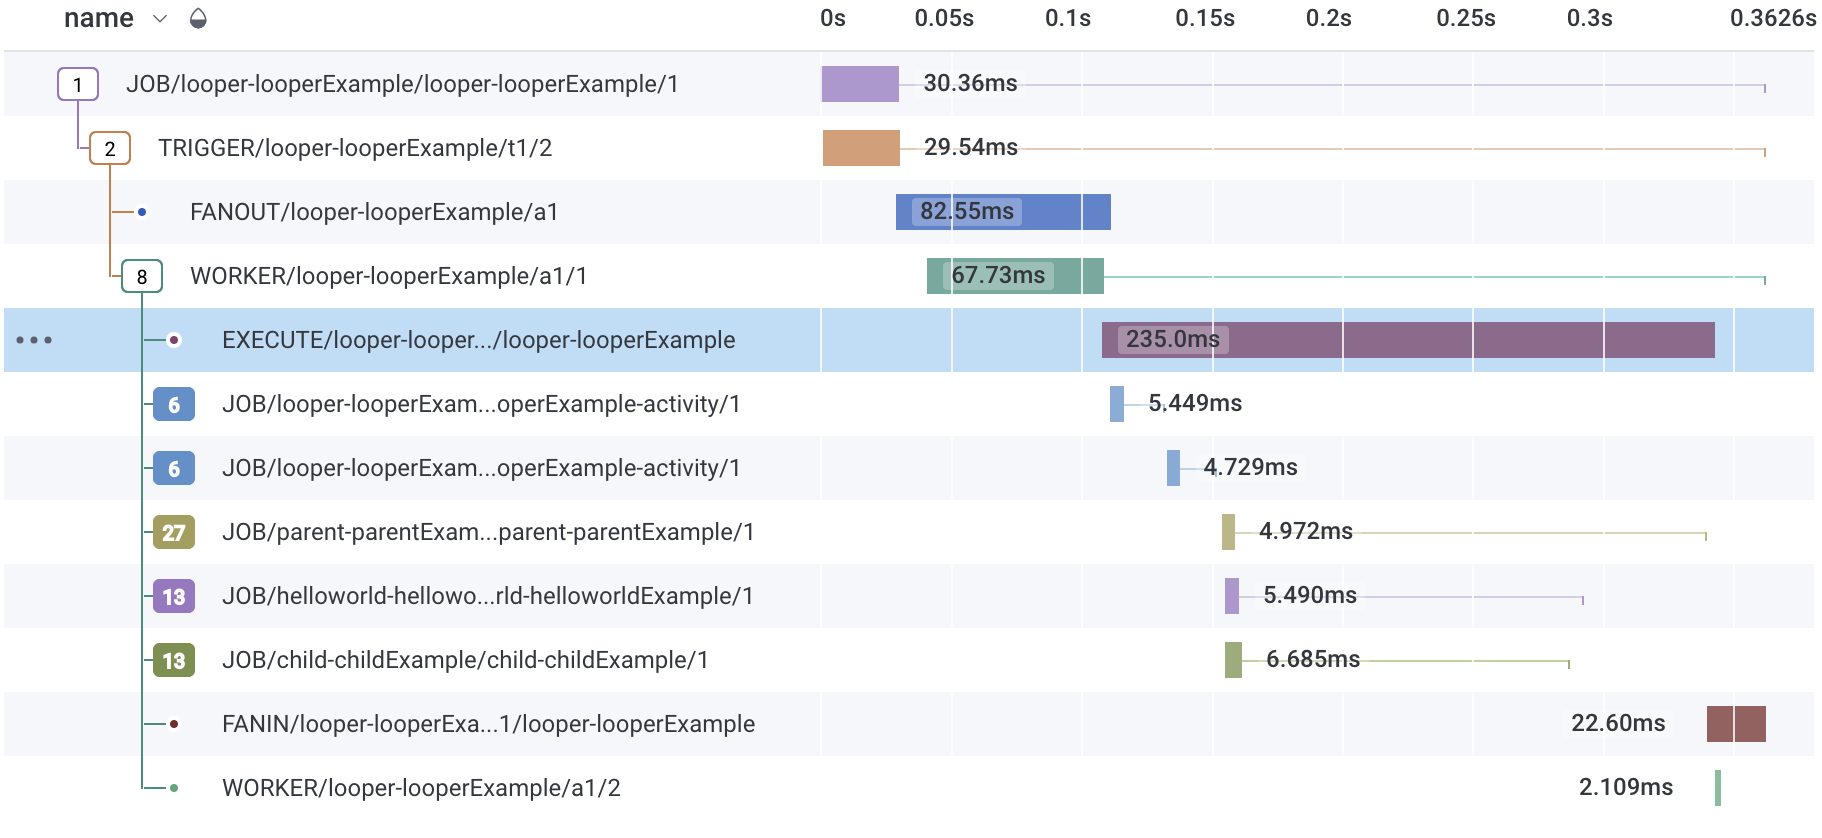 name 0s 0.05s 0.1s 0.15s 0.2s 0.25s 0.3s 0.3626s
1 JOB/looper-looperExample/looper-looperExample/1 30.36ms
2 TRIGGER/looper-looperExample/t1/2 29.54ms
FANOUT/looper-looperExample/a1 82.55ms
8 WORKER/looper-looperExample/a1/1 67.73ms
EXECUTE/looper-looper.../looper-looperExample 235.0ms
6 JOB/looper-looperExam...operExample-activity/1 5.449ms
6 JOB/looper-looperExam...operExample-activity/1 4.729ms
27 JOB/parent-parentExam...parent-parentExample/1 4.972ms
13 JOB/helloworld-hellowo...rld-helloworldExample/1 5.490ms
13 JOB/child-childExample/child-childExample/1 6.685ms
FANIN/looper-looperExa...1/looper-looperExample 22.60ms
WORKER/looper-looperExample/a1/2 2.109ms